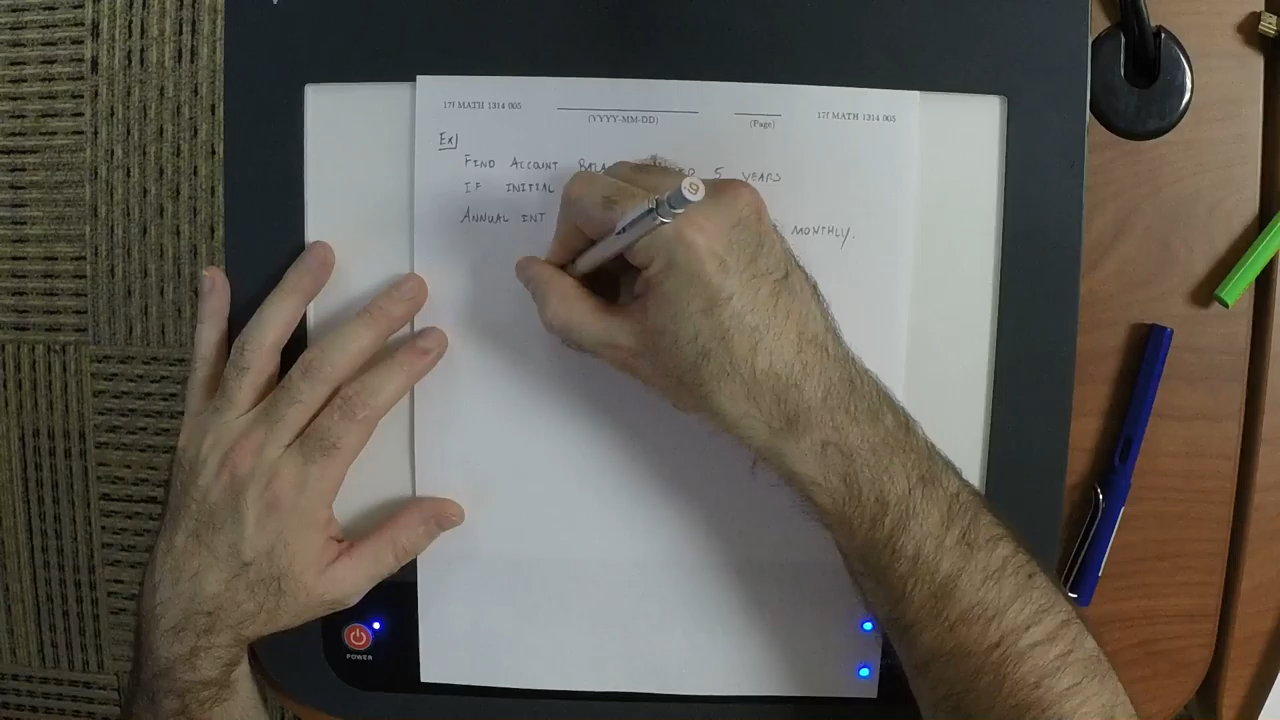 17f MATH 1314 005
(YYYY-MM-DD)
(Page)
17f MATH 1314 005
Ex)
FIND ACCOUNT 5 YEARS
IF INITIAL
ANNUAL INT MONTHLY.
POWER